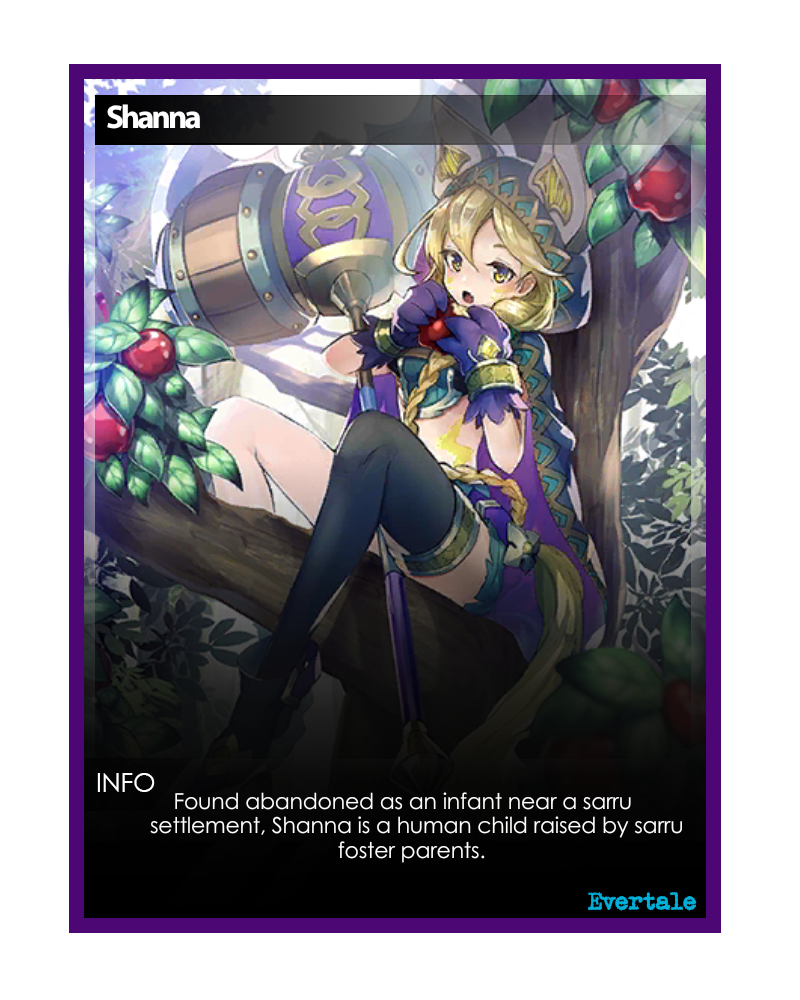 Shanna
INFO
Found abandoned as an infant near a sarru
settlement, Shanna is a human child raised by sarru
foster parents.
Evertale